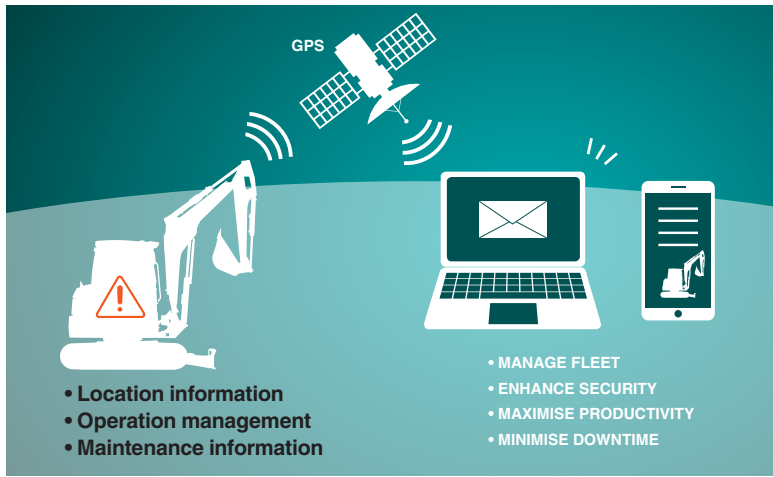 GPS
• Location information
• Operation management
• Maintenance information
• MANAGE FLEET
• ENHANCE SECURITY
• MAXIMISE PRODUCTIVITY
• MINIMISE DOWNTIME